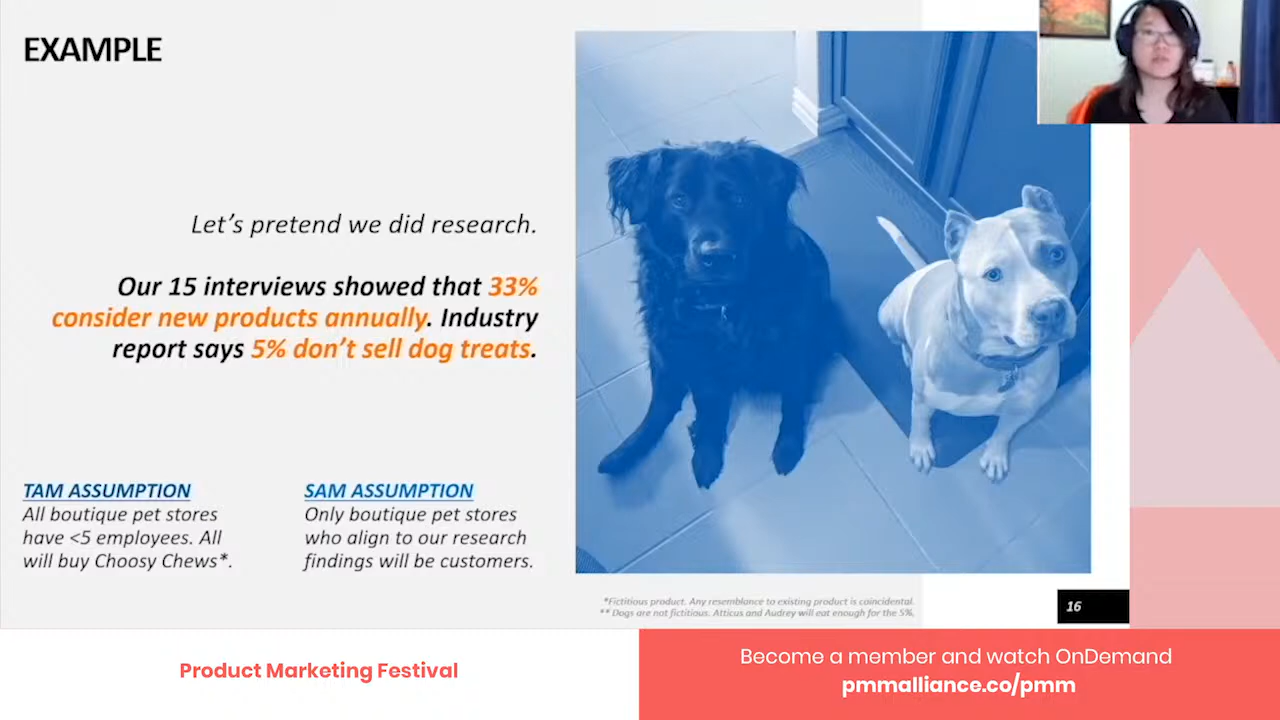 EXAMPLE
Let's pretend we did research.
Our 15 interviews showed that 33%
consider new products annually. Industry
report says 5% don't sell dog treats.
TAM ASSUMPTION
All boutique pet stores
have <5 employees. All
will buy Choosy Chews*.
SAM ASSUMPTION
Only boutique pet stores
who align to our research
findings will be customers.
*Fictitious product. Any resemblance to existing product is coincidental.
** Dogs are not fictitious. Atticus and Audrey will eat enough for the 5%.
16
Product Marketing Festival
Become a member and watch OnDemand
pmmalliance.co/pmm